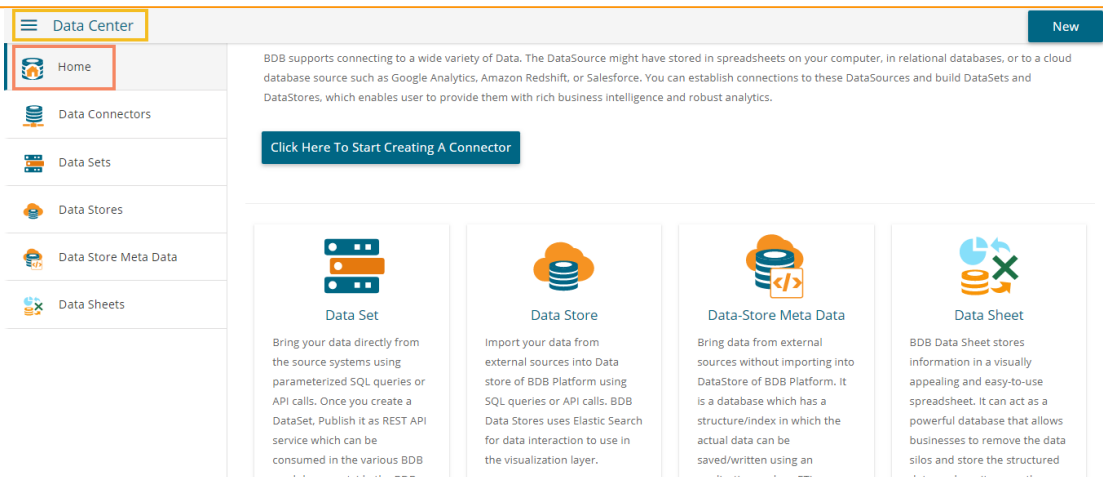 Data Center
New
Home
Data Connectors
Data Sets
Data Stores
Data Store Meta Data
Data Sheets
BDB supports connecting to a wide variety of Data. The DataSource might have stored in spreadsheets on your computer, in relational databases, or to a cloud
database source such as Google Analytics, Amazon Redshift, or Salesforce. You can establish connections to these DataSources and build DataSets and
DataStores, which enables user to provide them with rich business intelligence and robust analytics.
Click Here To Start Creating A Connector
Data Set
Bring your data directly from
the source systems using
parameterized SQL queries or
API calls. Once you create a
DataSet, Publish it as REST API
service which can be
consumed in the various BDB
Data Store
Import your data from
external sources into Data
store of BDB Platform using
SQL queries or API calls. BDB
Data Stores uses Elastic Search
for data interaction to use in
the visualization layer.
Data-Store Meta Data
Bring data from external
sources without importing into
DataStore of BDB Platform. It
is a database which has a
structure/index in which the
actual data can be
saved/written using an
Data Sheet
BDB Data Sheet stores
information in a visually
appealing and easy-to-use
spreadsheet. It can act as a
powerful database that allows
businesses to remove the data
silos and store the structured